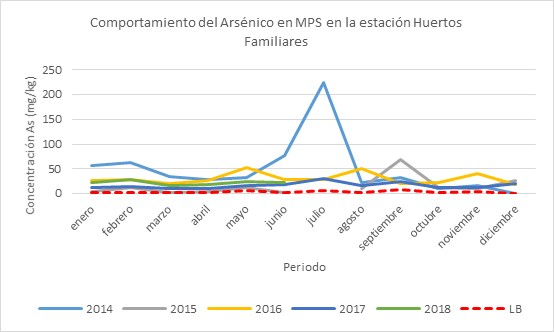 Comportamiento del Arsénico en MPS en la estación Huertos
Familiares
Concentración As (mg/kg)
250
200
150
100
50
0
enero
febrero
marzo
abril
mayo
junio
julio
agosto
septiembre
octubre
noviembre
diciembre
Periodo
2014 2015 2016 2017 2018 LB